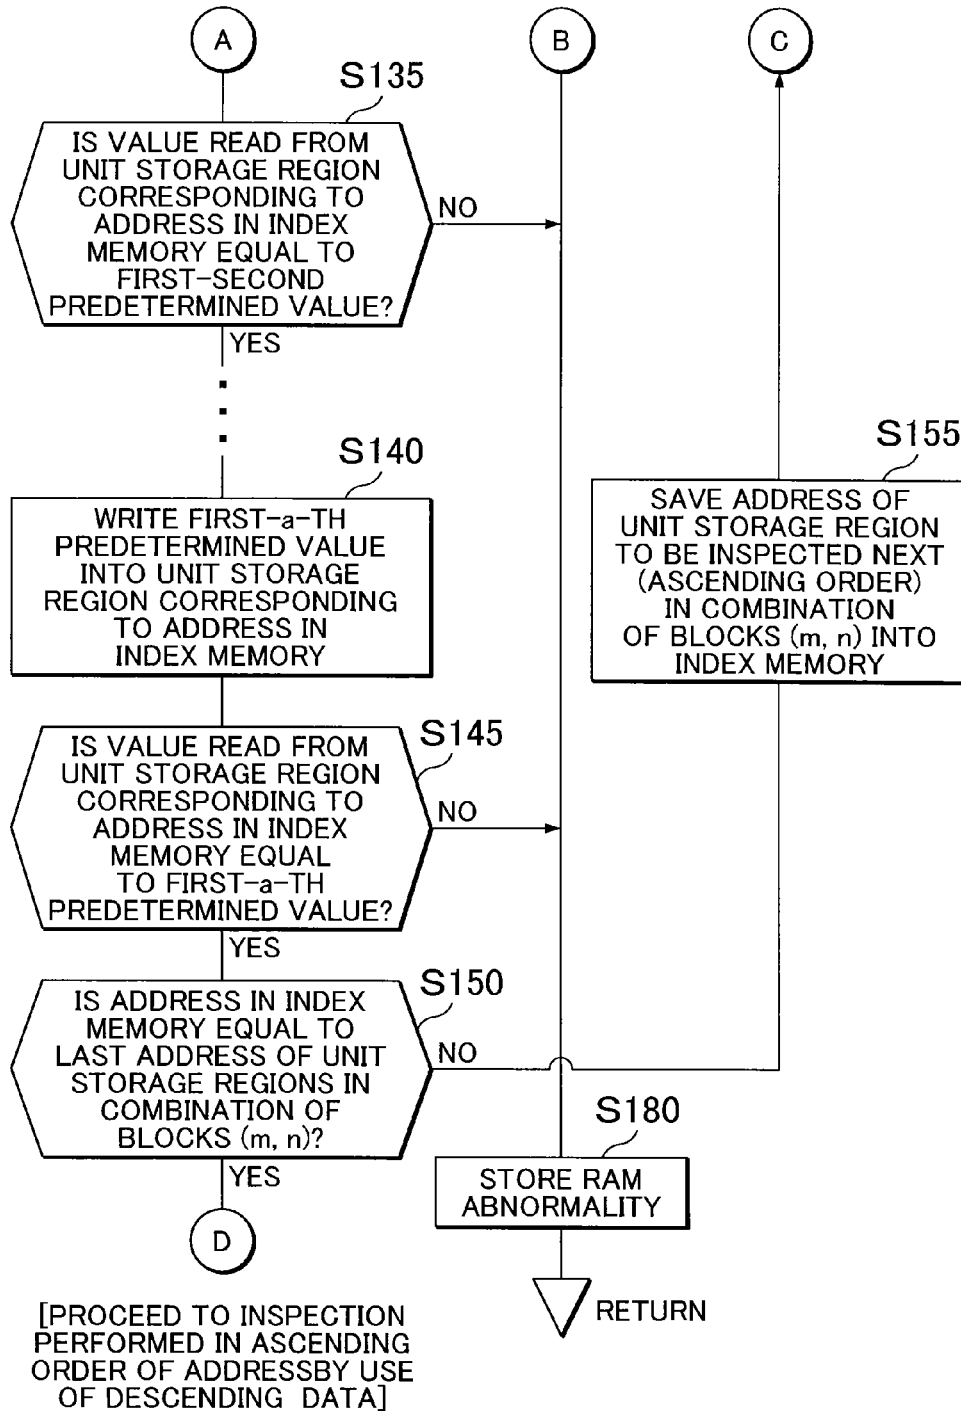 A
B
C
S135
IS VALUE READ FROM
UNIT STORAGE REGION
CORRESPONDING TO
ADDRESS IN INDEX
MEMORY EQUAL TO
FIRST-SECOND
PREDETERMINED VALUE?
NO
YES
S140
WRITE FIRST-a-TH
PREDETERMINED VALUE
INTO UNIT STORAGE
REGION CORRESPONDING
TO ADDRESS IN
INDEX MEMORY
S155
SAVE ADDRESS OF
UNIT STORAGE REGION
TO BE INSPECTED NEXT
(ASCENDING ORDER)
IN COMBINATION
OF BLOCKS (m, n) INTO
INDEX MEMORY
S145
IS VALUE READ FROM
UNIT STORAGE REGION
CORRESPONDING TO
ADDRESS IN INDEX
MEMORY EQUAL
TO FIRST-a-TH
PREDETERMINED VALUE?
NO
YES
S150
IS ADDRESS IN INDEX
MEMORY EQUAL TO
LAST ADDRESS OF UNIT
STORAGE REGIONS IN
COMBINATION OF
BLOCKS (m, n)?
NO
YES
S180
STORE RAM
ABNORMALITY
D
RETURN
[PROCEED TO INSPECTION
PERFORMED IN ASCENDING
ORDER OF ADDRESSBY USE
OF DESCENDING DATA]